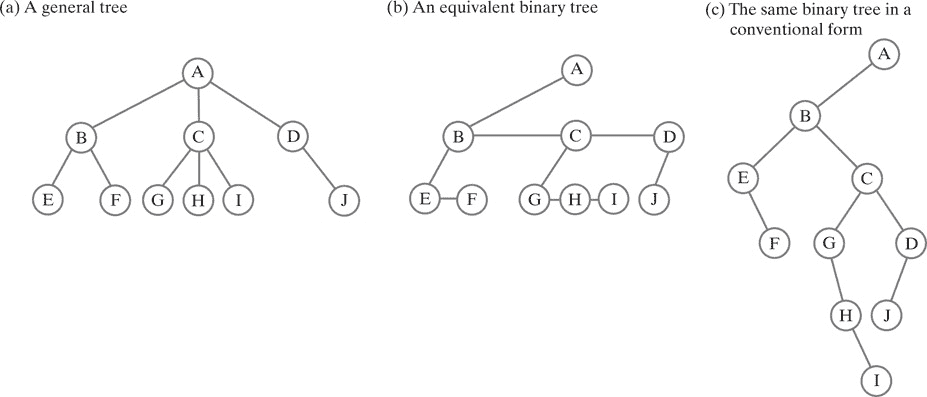 (a) A general tree
A
B
C
D
E
F
G
H
I
J
(b) An equivalent binary tree
A
B
C
D
E
F
G
H
I
J
(c) The same binary tree in a
conventional form
A
B
E
C
F
G
D
H
J
I